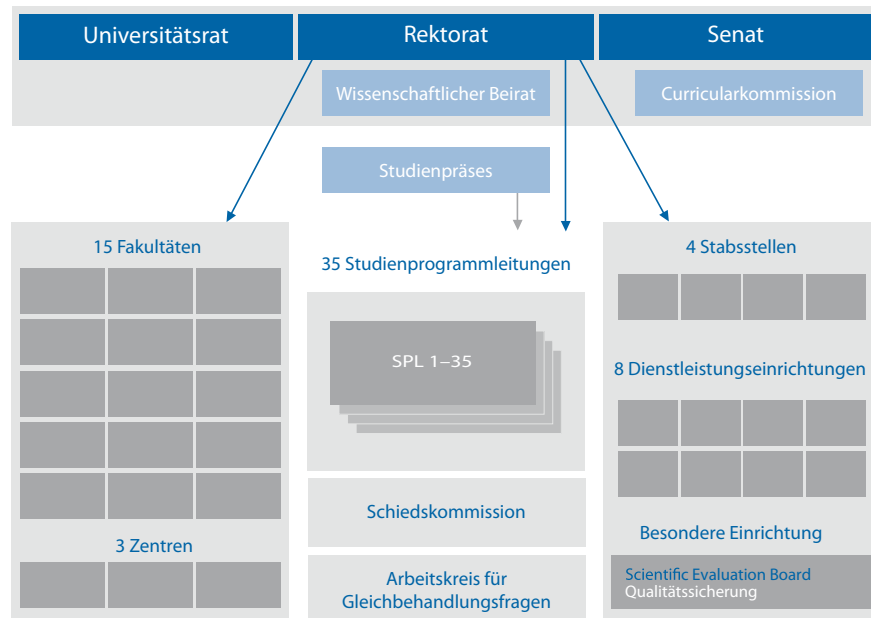 Universitätsrat
Rektorat
Senat
Wissenschaftlicher Beirat
Curricularkommission
Studienpräses
15 Fakultäten
3 Zentren
35 Studienprogrammleitungen
SPL 1–35
Schiedskommission
Arbeitskreis für
Gleichbehandlungsfragen
4 Stabsstellen
8 Dienstleistungseinrichtungen
Besondere Einrichtung
Scientific Evaluation Board
Qualitätssicherung